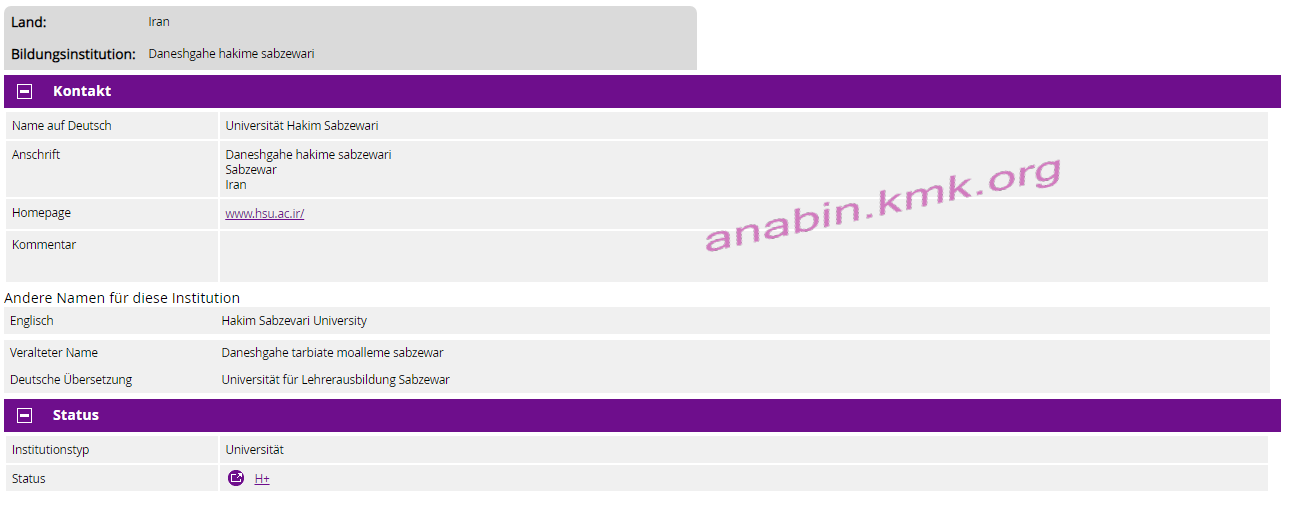 Land: Iran
Bildungsinstitution: Daneshgahe hakime sabzewari
Kontakt
Name auf Deutsch Universität Hakim Sabzewari
Anschrift Daneshgahe hakime sabzewari
Sabzewar
Iran
Homepage www.hsu.ac.ir/
Kommentar
anabin.kmk.org
Andere Namen für diese Institution
Englisch Hakim Sabzevari University
Veralteter Name Daneshgahe tarbiate moalleme sabzewar
Deutsche Übersetzung Universität für Lehrerausbildung Sabzewar
Status
Institutionstyp Universität
Status H+